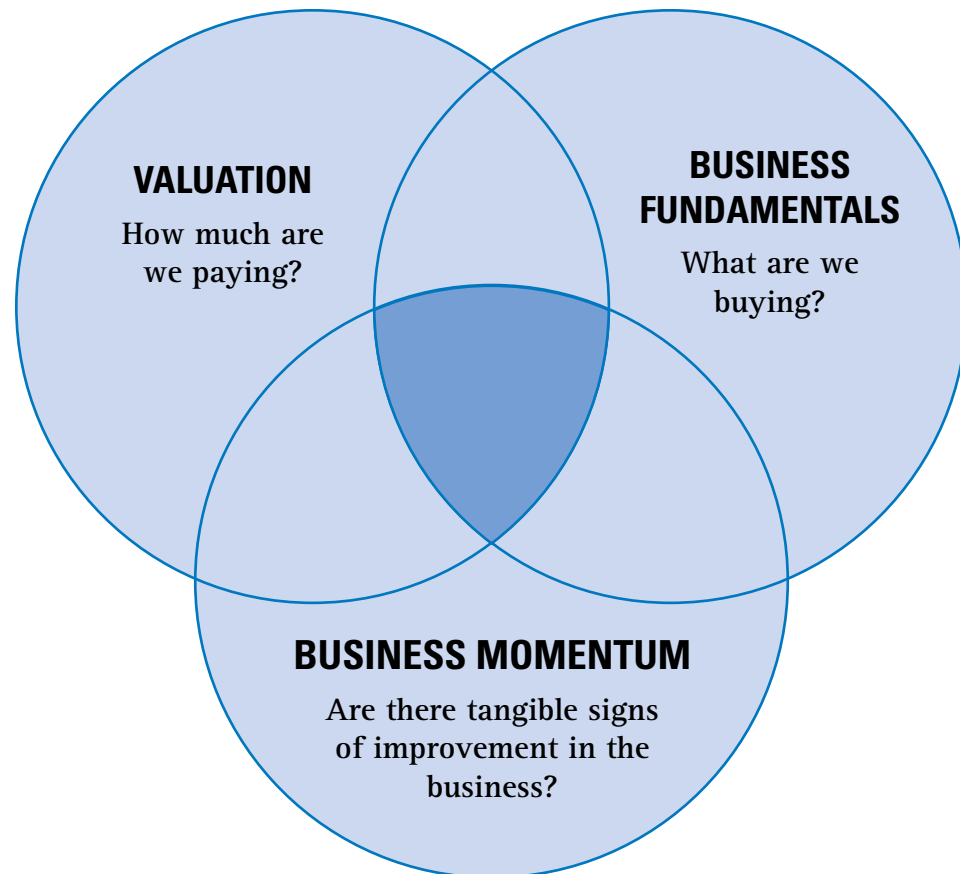 VALUATION
How much are
we paying?
BUSINESS
FUNDAMENTALS
What are we
buying?
BUSINESS MOMENTUM
Are there tangible signs
of improvement in the
business?